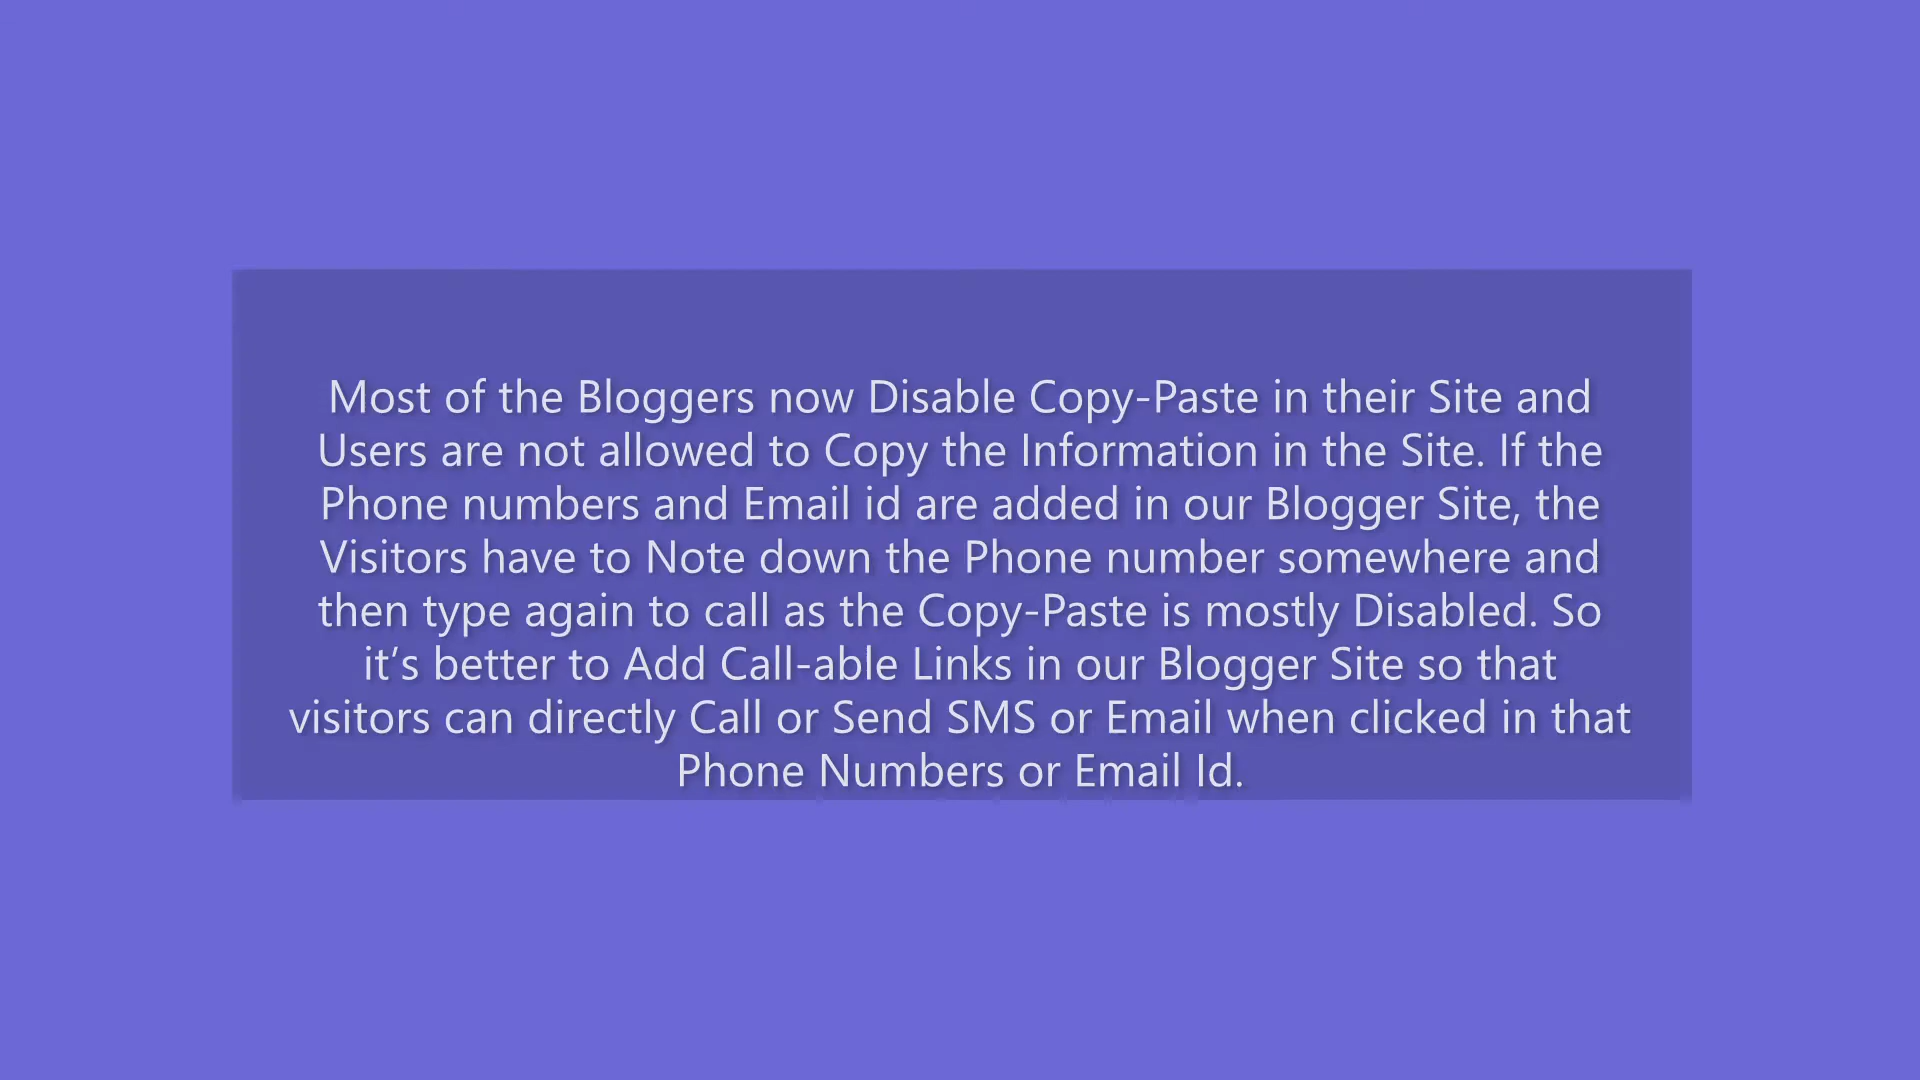 Most of the Bloggers now Disable Copy-Paste in their Site and
Users are not allowed to Copy the Information in the Site. If the
Phone numbers and Email id are added in our Blogger Site, the
Visitors have to Note down the Phone number somewhere and
then type again to call as the Copy-Paste is mostly Disabled. So
it’s better to Add Call-able Links in our Blogger Site so that
visitors can directly Call or Send SMS or Email when clicked in that
Phone Numbers or Email Id.